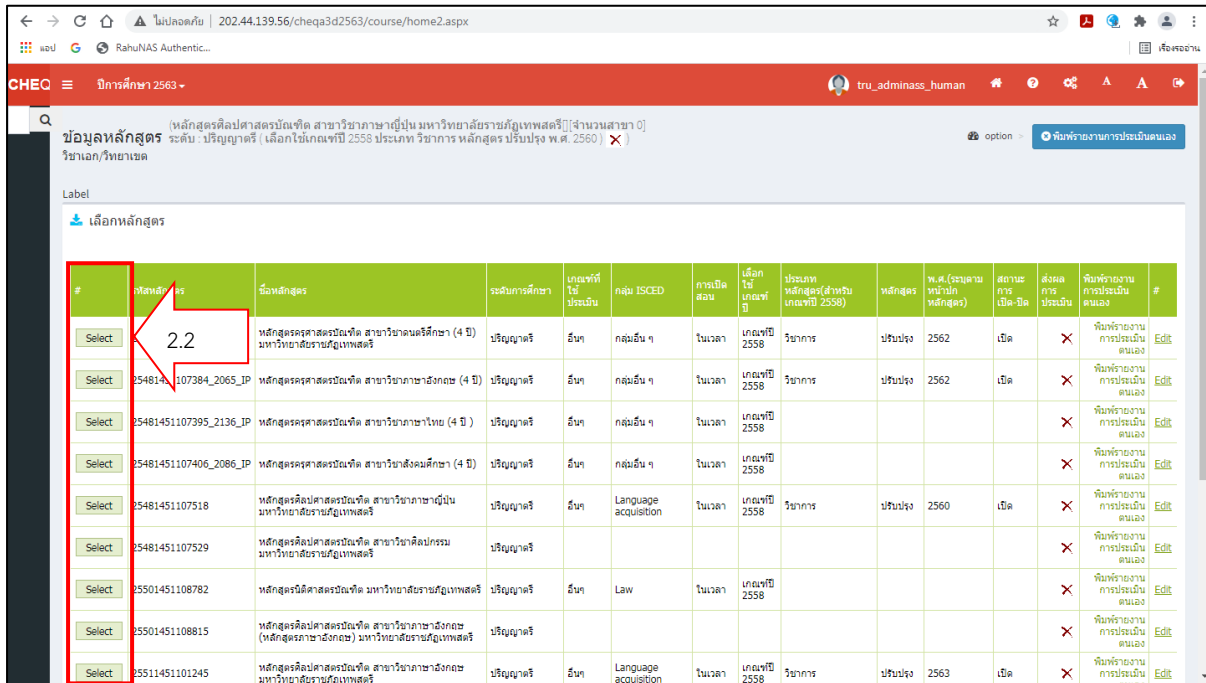 ไม่ปลอดภัย | 202.44.139.56/cheqa3d2563/course/home2.aspx
แอป G RahuNAS Authentic... เรื่องรออ่าน
CHEQ ปีการศึกษา 2563 tru_adminass_human A A
ข้อมูลหลักสูตร (หลักสูตรศิลปศาสตรบัณฑิต สาขาวิชาภาษาญี่ปุ่น มหาวิทยาลัยราชภัฏเทพสตรี[][จำนวนสาขา 0]
ระดับ : ปริญญาตรี ( เลือกใช้เกณฑ์ปี 2558 ประเภท วิชาการ หลักสูตร ปรับปรุง พ.ศ. 2560 ) )
option > พิมพ์รายงานการประเมินตนเอง
วิชาเอก/วิทยาเขต
Label
เลือกหลักสูตร
# ชื่อหลักสูตร ระดับการศึกษา เกณฑ์ที่ใช้ประเมิน กลุ่ม ISCED การเปิดสอน เลือกใช้เกณฑ์ปี ประเภทหลักสูตร(สำหรับเกณฑ์ปี 2558) หลักสูตร พ.ศ.(ระบุตามหน้าปกหลักสูตร) สถานะการเปิด-ปิด ส่งผลการประเมิน พิมพ์รายงานการประเมินตนเอง #
2.2
Select หลักสูตรครุศาสตรบัณฑิต สาขาวิชาดนตรีศึกษา (4 ปี) มหาวิทยาลัยราชภัฏเทพสตรี ปริญญาตรี อื่นๆ กลุ่มอื่น ๆ ในเวลา เกณฑ์ปี 2558 วิชาการ ปรับปรุง 2562 เปิด พิมพ์รายงานการประเมินตนเอง Edit
Select 107384_2065_IP หลักสูตรครุศาสตรบัณฑิต สาขาวิชาภาษาอังกฤษ (4 ปี) ปริญญาตรี อื่นๆ กลุ่มอื่น ๆ ในเวลา เกณฑ์ปี 2558 วิชาการ ปรับปรุง 2562 เปิด พิมพ์รายงานการประเมินตนเอง Edit
Select 25481451107395_2136_IP หลักสูตรครุศาสตรบัณฑิต สาขาวิชาภาษาไทย (4 ปี ) ปริญญาตรี อื่นๆ กลุ่มอื่น ๆ ในเวลา เกณฑ์ปี 2558 พิมพ์รายงานการประเมินตนเอง Edit
Select 25481451107406_2086_IP หลักสูตรครุศาสตรบัณฑิต สาขาวิชาสังคมศึกษา (4 ปี) ปริญญาตรี อื่นๆ กลุ่มอื่น ๆ ในเวลา เกณฑ์ปี 2558 พิมพ์รายงานการประเมินตนเอง Edit
Select 25481451107518 หลักสูตรศิลปศาสตรบัณฑิต สาขาวิชาภาษาญี่ปุ่น มหาวิทยาลัยราชภัฏเทพสตรี ปริญญาตรี อื่นๆ Language acquisition ในเวลา เกณฑ์ปี 2558 วิชาการ ปรับปรุง 2560 เปิด พิมพ์รายงานการประเมินตนเอง Edit
Select 25481451107529 หลักสูตรศิลปศาสตรบัณฑิต สาขาวิชาศิลปกรรม มหาวิทยาลัยราชภัฏเทพสตรี ปริญญาตรี พิมพ์รายงานการประเมินตนเอง Edit
Select 25501451108782 หลักสูตรนิติศาสตรบัณฑิต มหาวิทยาลัยราชภัฏเทพสตรี ปริญญาตรี อื่นๆ Law ในเวลา เกณฑ์ปี 2558 พิมพ์รายงานการประเมินตนเอง Edit
Select 25501451108815 หลักสูตรศิลปศาสตรบัณฑิต สาขาวิชาภาษาอังกฤษ (หลักสูตรภาษาอังกฤษ) มหาวิทยาลัยราชภัฏเทพสตรี ปริญญาตรี พิมพ์รายงานการประเมินตนเอง Edit
Select 25511451101245 หลักสูตรศิลปศาสตรบัณฑิต สาขาวิชาภาษาอังกฤษ มหาวิทยาลัยราชภัฏเทพสตรี ปริญญาตรี อื่นๆ Language acquisition ในเวลา เกณฑ์ปี 2558 วิชาการ ปรับปรุง 2563 เปิด พิมพ์รายงานการประเมินตนเอง Edit